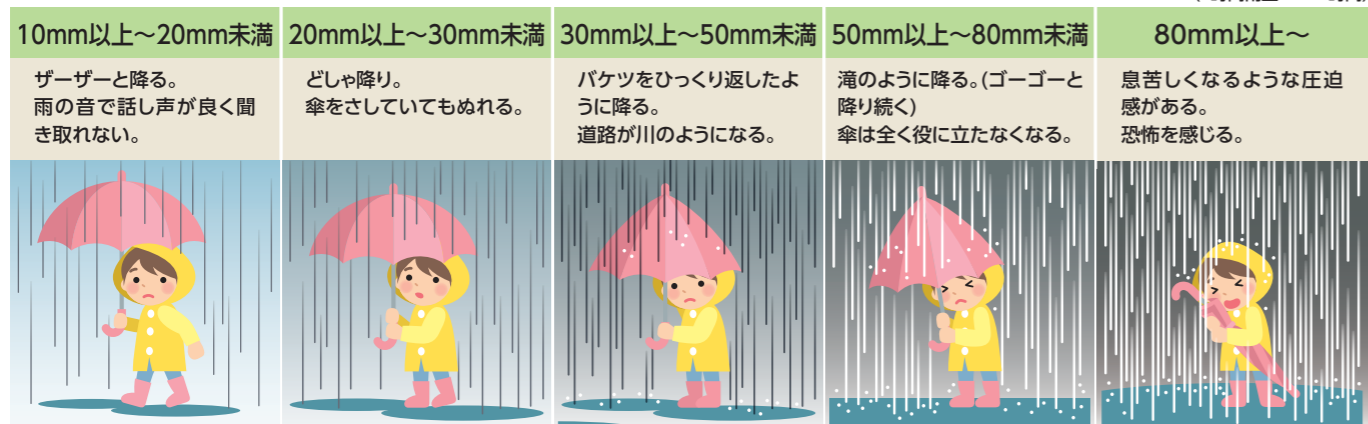 10mm以上～20mm未満
ザーザーと降る。
雨の音で話し声が良く聞
き取れない。
20mm以上～30mm未満
どしゃ降り。
傘をさしていてもぬれる。
30mm以上～50mm未満
バケツをひっくり返したよ
うに降る。
道路が川のようになる。
50mm以上～80mm未満
滝のように降る。(ゴーゴーと
降り続く)
傘は全く役に立たなくなる。
80mm以上～
息苦しくなるような圧迫
感がある。
恐怖を感じる。